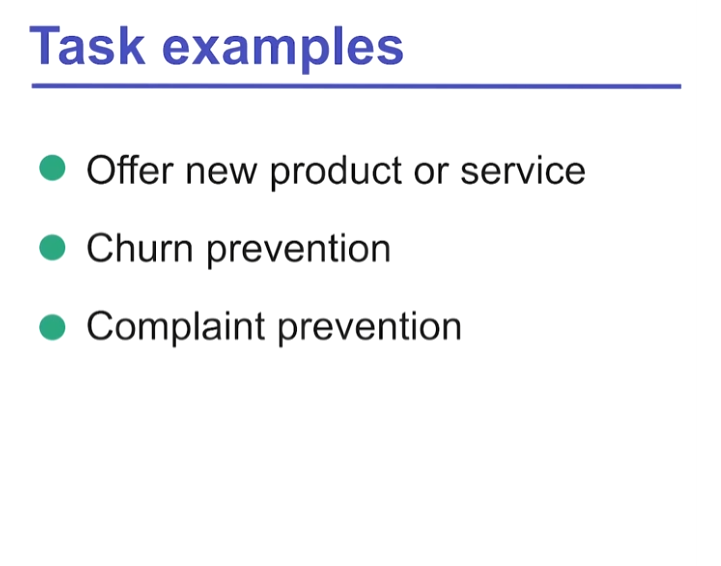 Task examples
Offer new product or service
Churn prevention
Complaint prevention